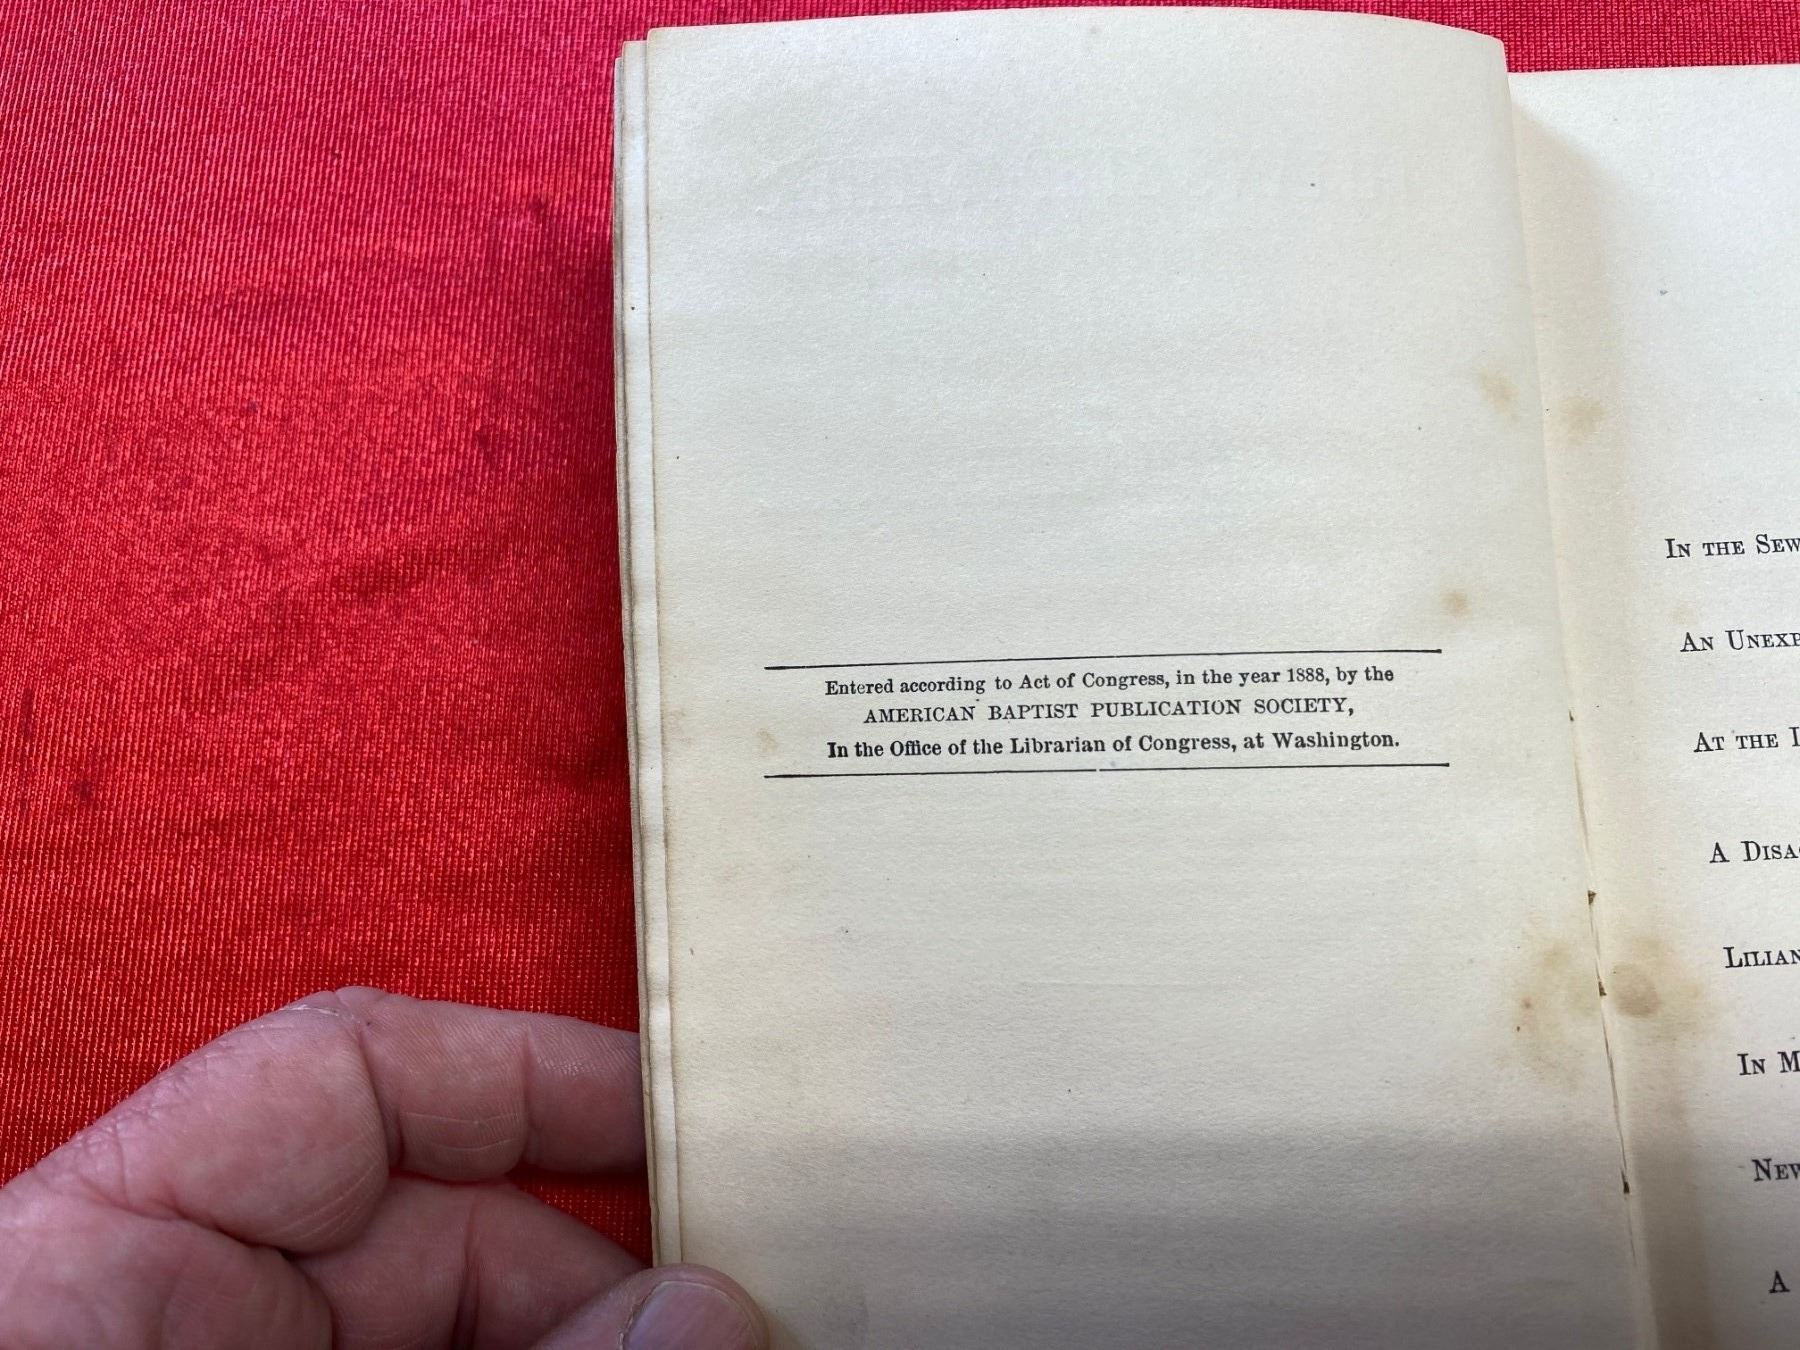 Entered according to Act of Congress, in the year 1888, by the
AMERICAN BAPTIST PUBLICATION SOCIETY,
In the Office of the Librarian of Congress, at Washington.
In the Sew
An Unexp
At the
A Disa
Lilian
In M
New
A